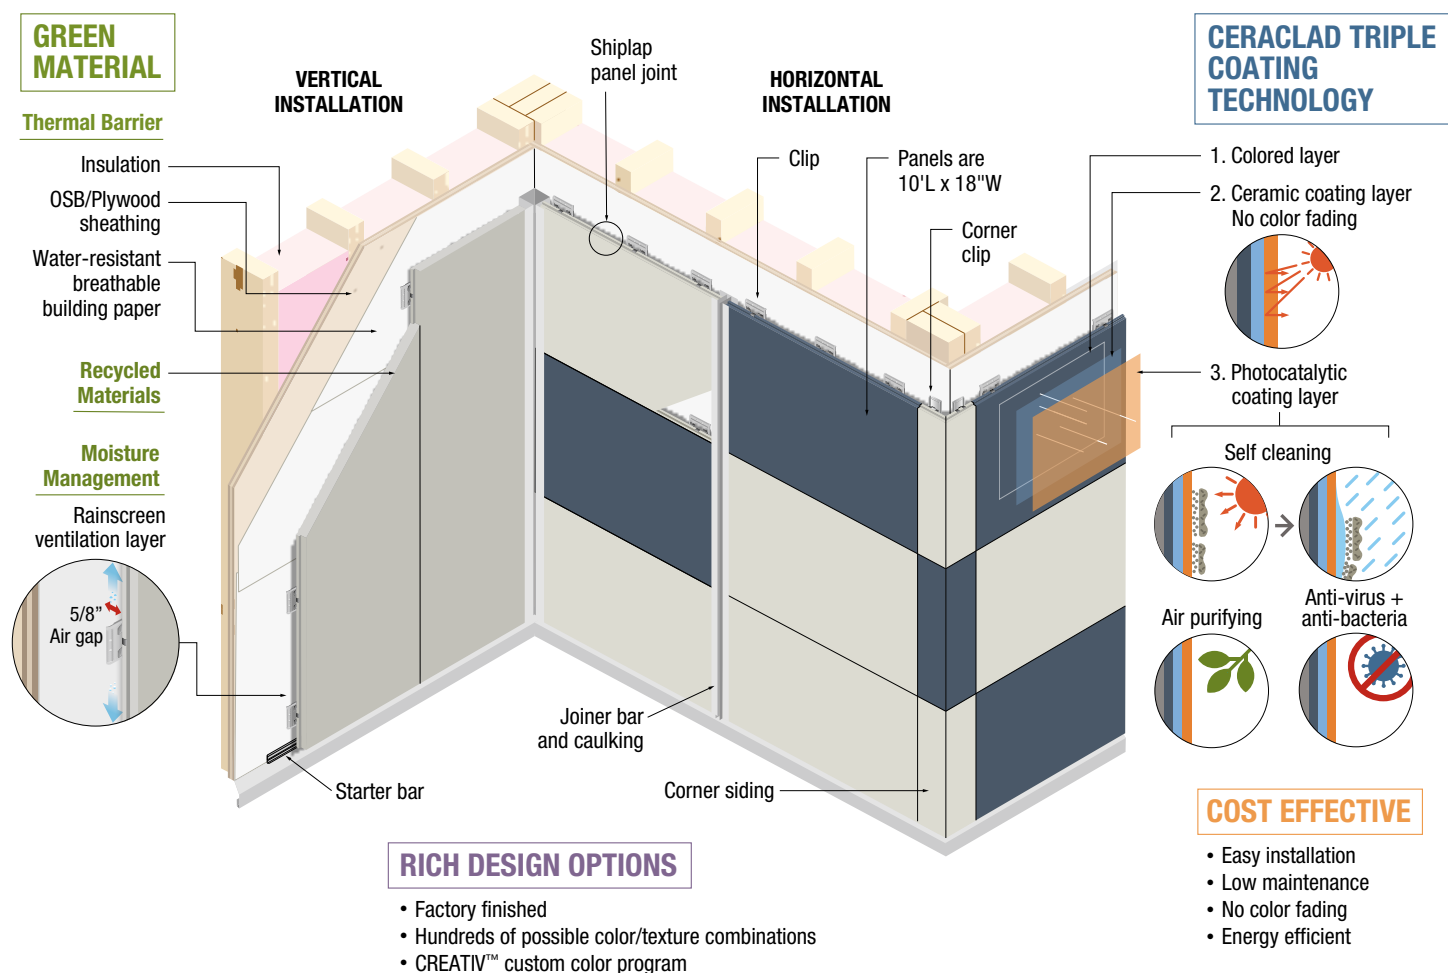 GREEN
MATERIAL
Thermal Barrier
Insulation
OSB/Plywood
sheathing
Water-resistant
breathable
building paper
Recycled
Materials
Moisture
Management
Rainscreen
ventilation layer
5/8”
Air gap
VERTICAL
INSTALLATION
Shiplap
panel joint
HORIZONTAL
INSTALLATION
Clip
Panels are
10'L x 18"W
Corner
clip
Starter bar
Joiner bar
and caulking
Corner siding
CERACLAD TRIPLE
COATING
TECHNOLOGY
1. Colored layer
2. Ceramic coating layer
No color fading
3. Photocatalytic
coating layer
Self cleaning
Air purifying
Anti-virus +
anti-bacteria
RICH DESIGN OPTIONS
• Factory finished
• Hundreds of possible color/texture combinations
• CREATIV™ custom color program
COST EFFECTIVE
• Easy installation
• Low maintenance
• No color fading
• Energy efficient